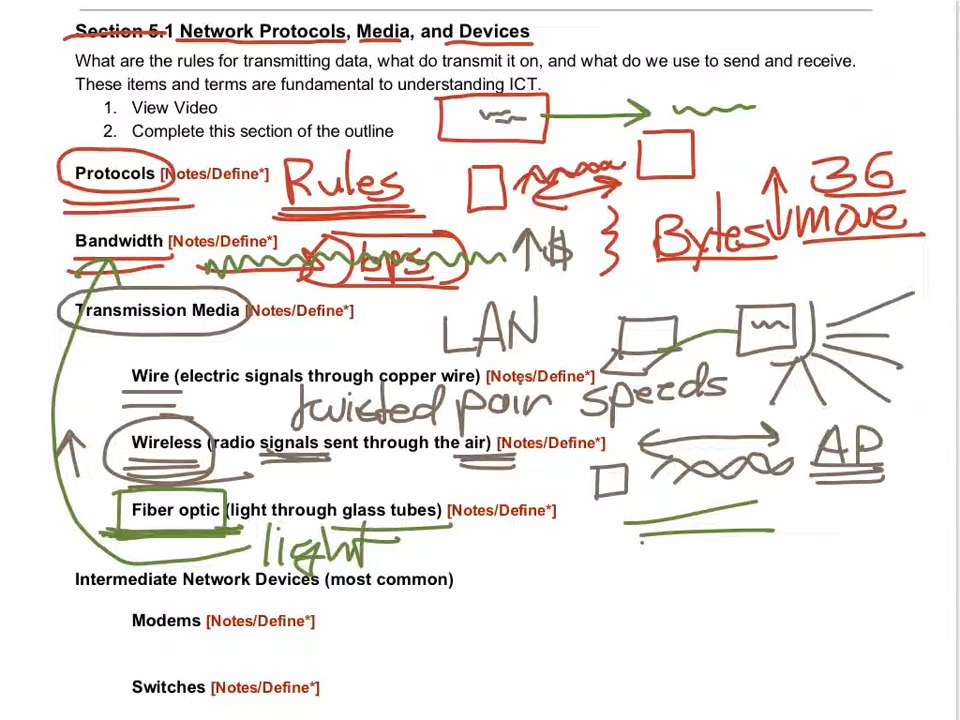 Section 5.1 Network Protocols, Media, and Devices
What are the rules for transmitting data, what do transmit it on, and what do we use to send and receive.
These items and terms are fundamental to understanding ICT.
1. View Video
2. Complete this section of the outline
Protocols [Notes/Define*] Rules 3G
Bytes move
Bandwidth [Notes/Define*] bps $
Transmission Media [Notes/Define*]
LAN
Wire (electric signals through copper wire) [Notes/Define*]
twisted pair speeds
Wireless (radio signals sent through the air) [Notes/Define*] AP
Fiber optic (light through glass tubes) [Notes/Define*]
light
Intermediate Network Devices (most common)
Modems [Notes/Define*]
Switches [Notes/Define*]